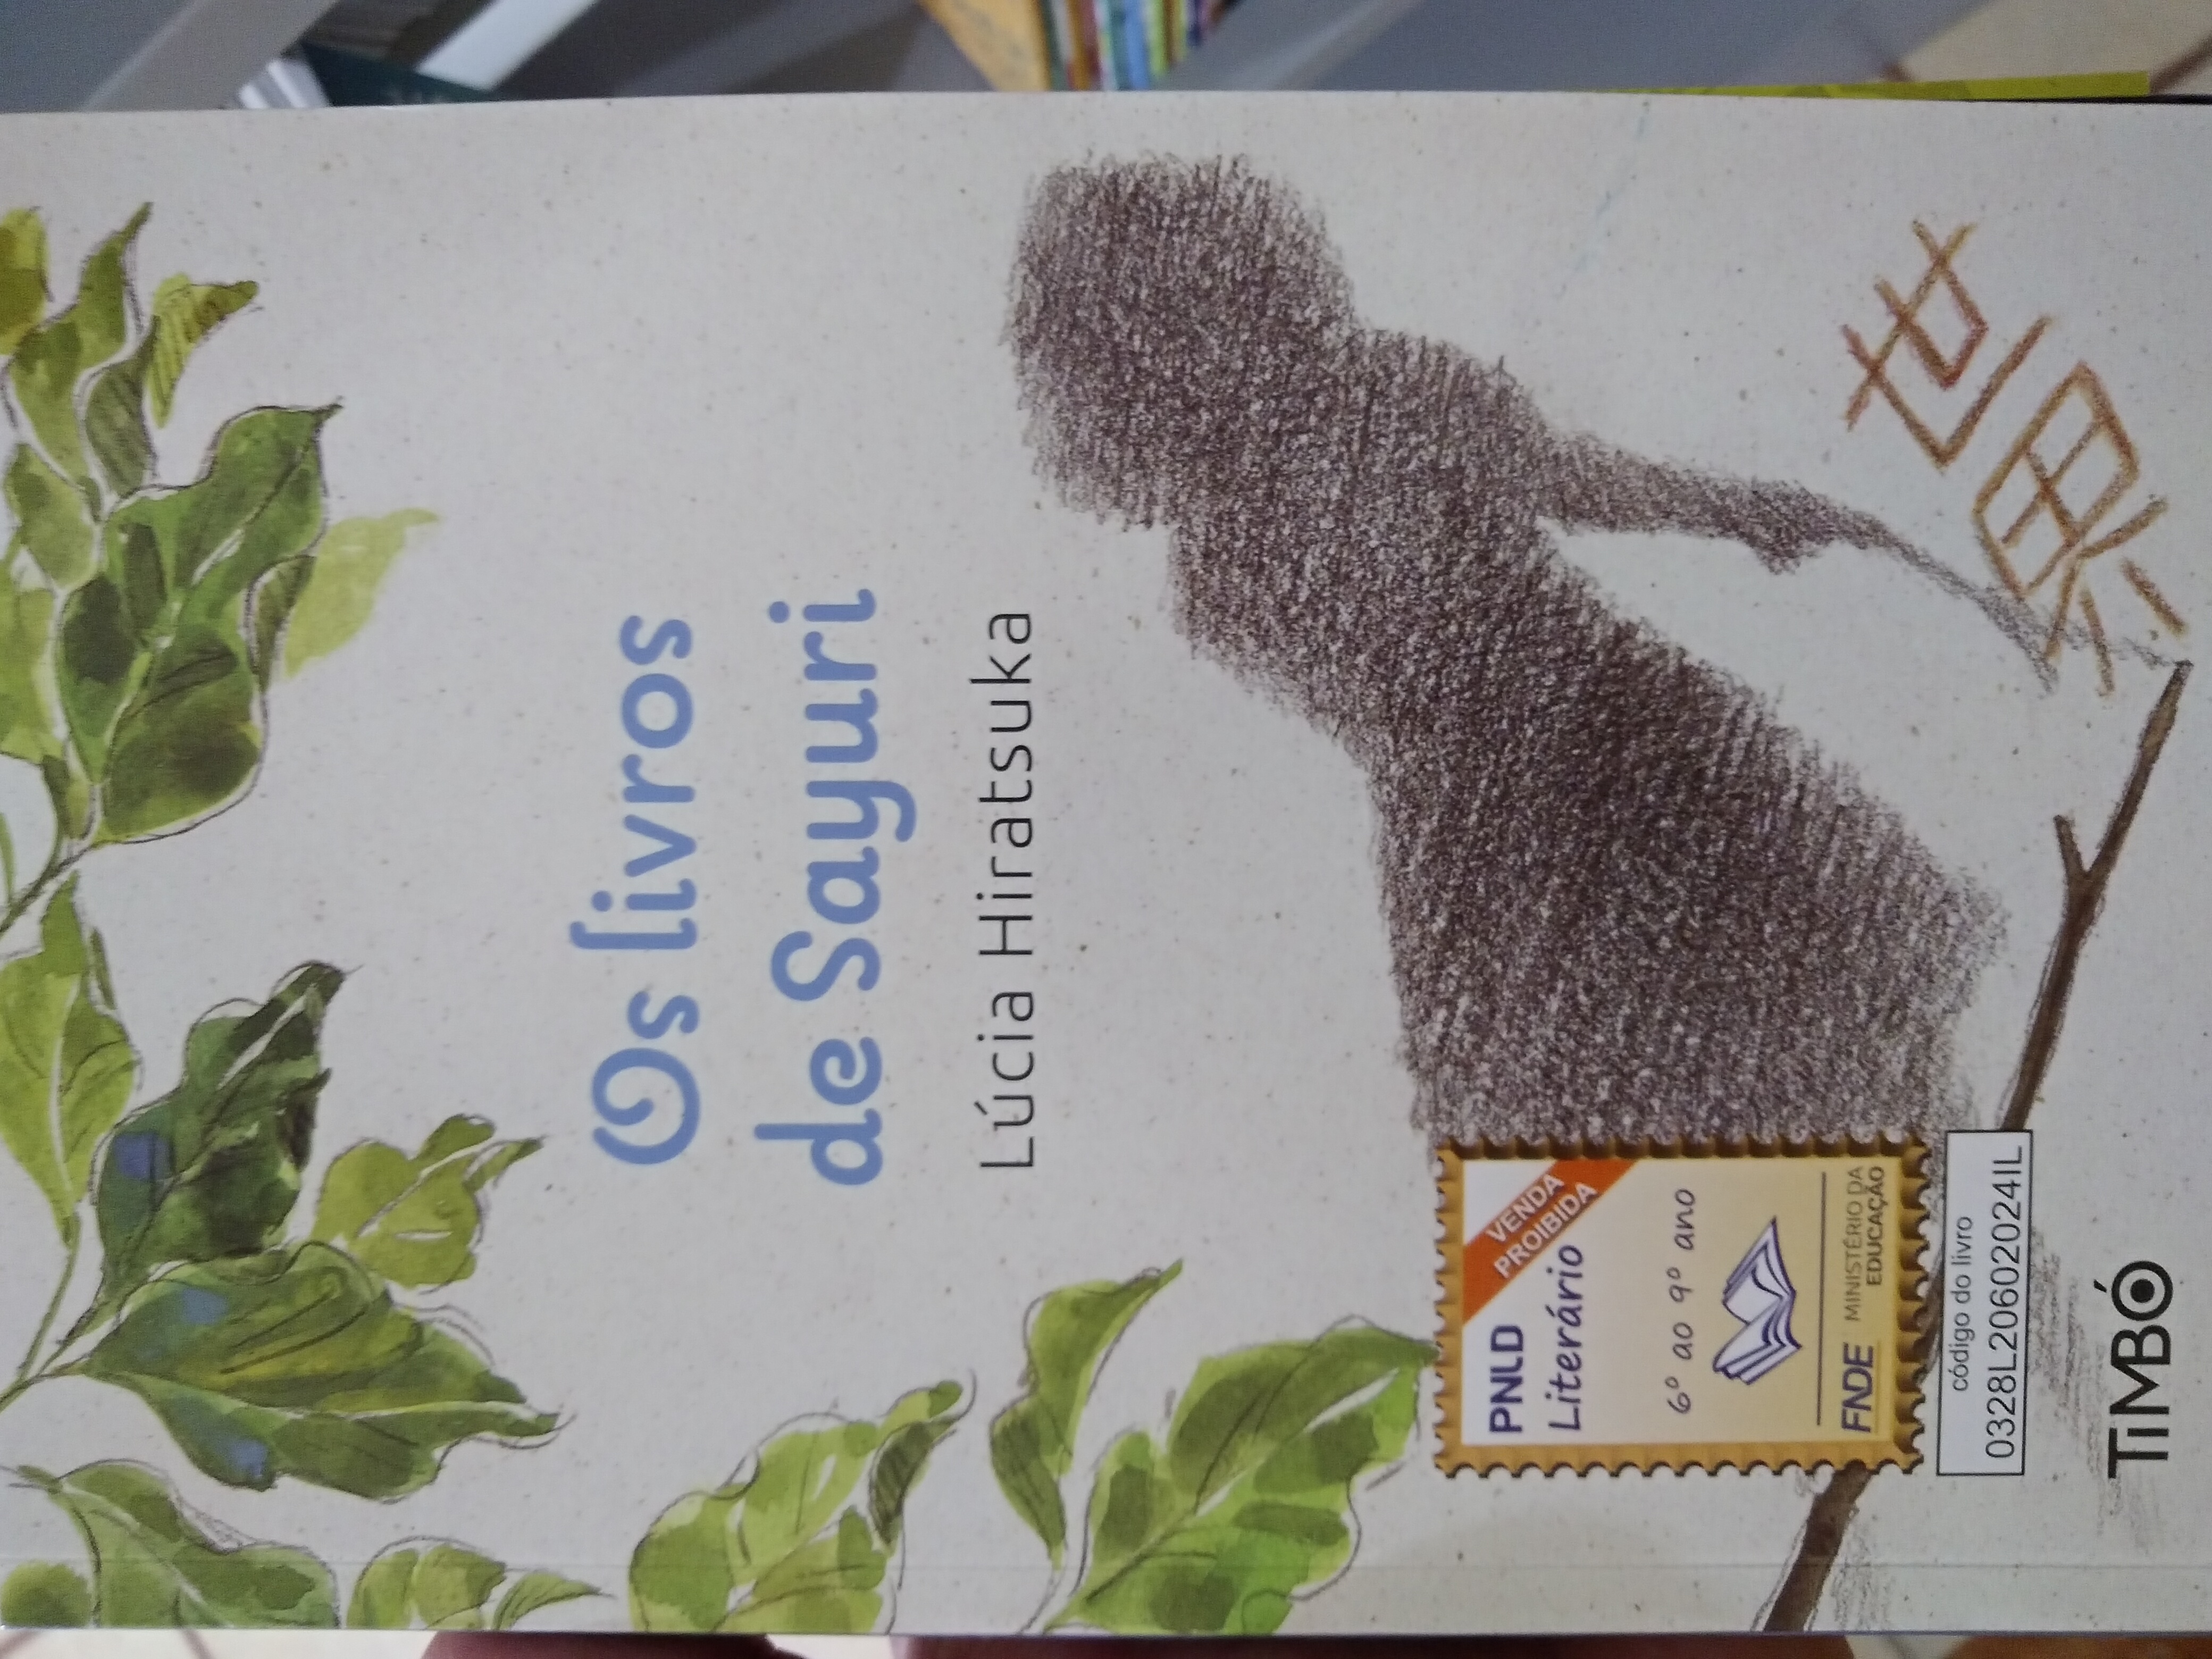 Os livros
de Sayuri
Lúcia Hiratsuka
PNLD
Literário
VENDA
PROIBIDA
6º ao 9º ano
FNDE
MINISTÉRIO DA
EDUCAÇÃO
código do livro
0328L20602024IL
TIMBÓ